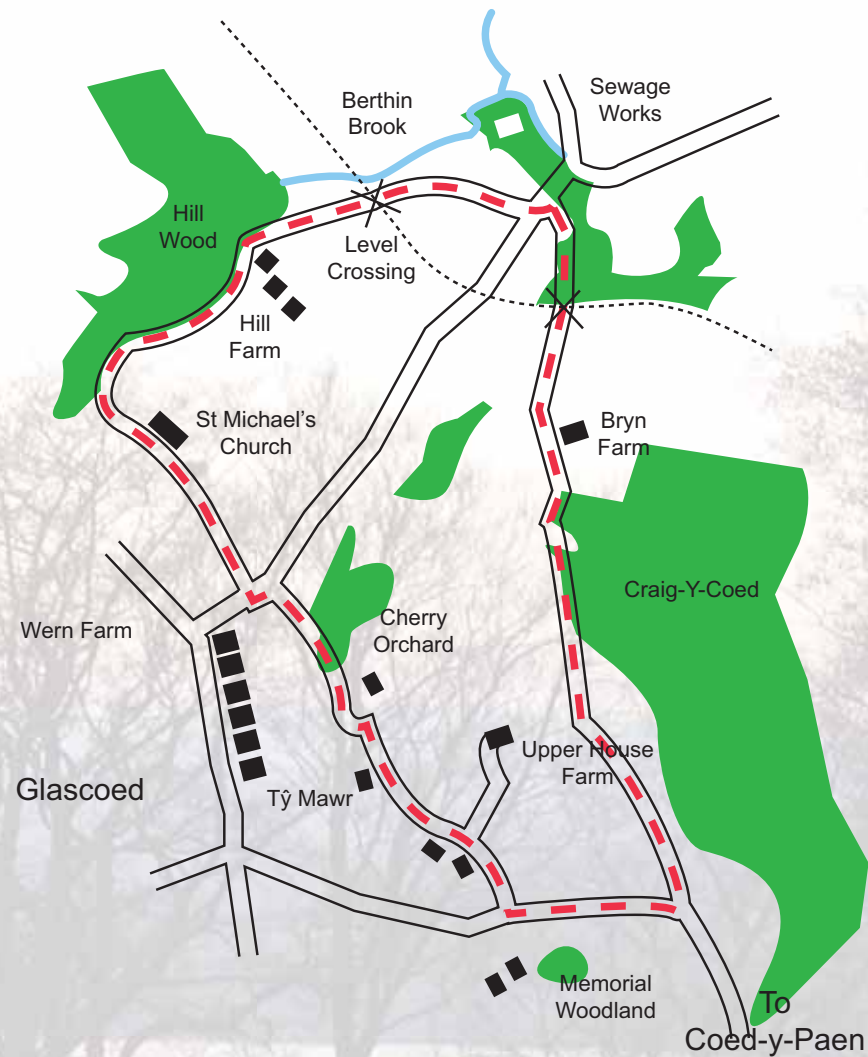 Sewage
Works
Berthin
Brook
Hill
Wood
Level
Crossing
Hill
Farm
St Michael's
Church
Bryn
Farm
Craig-Y-Coed
Wern Farm
Cherry
Orchard
Upper House
Farm
Glascoed
Tŷ Mawr
Memorial
Woodland
To
Coed-y-Paen